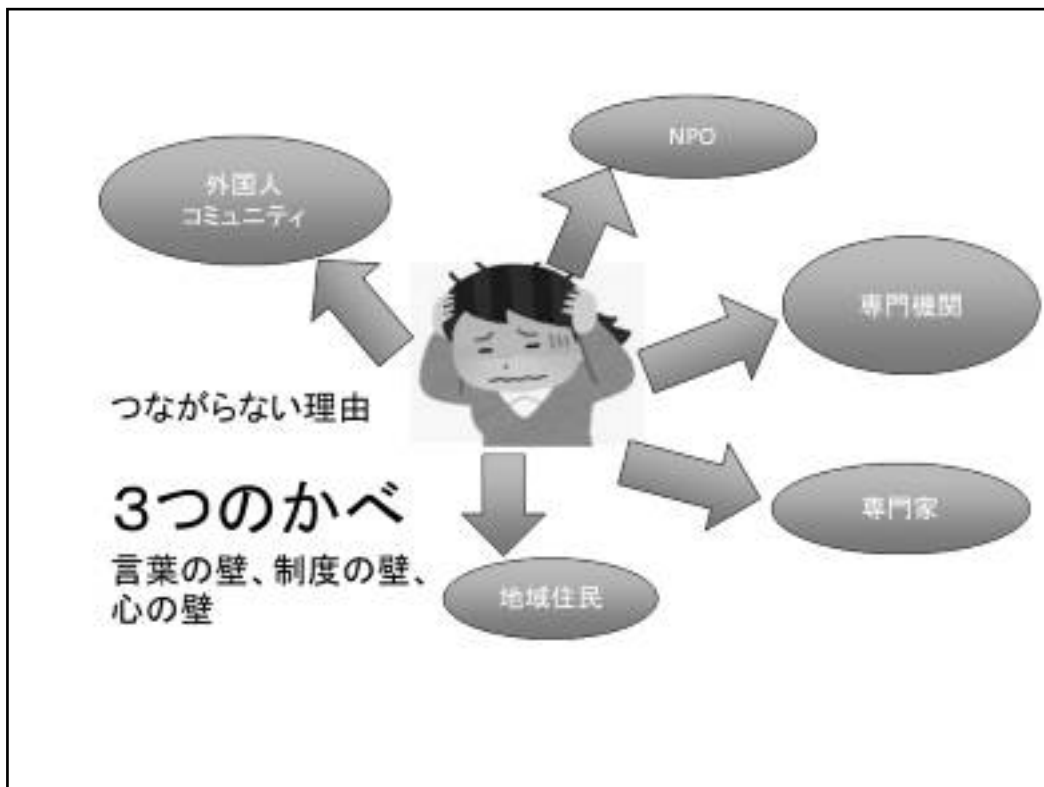 NPO
外国人
コミュニティ
専門機関
つながらない理由
3つのかべ
専門家
言葉の壁、制度の壁、
心の壁
地域住民